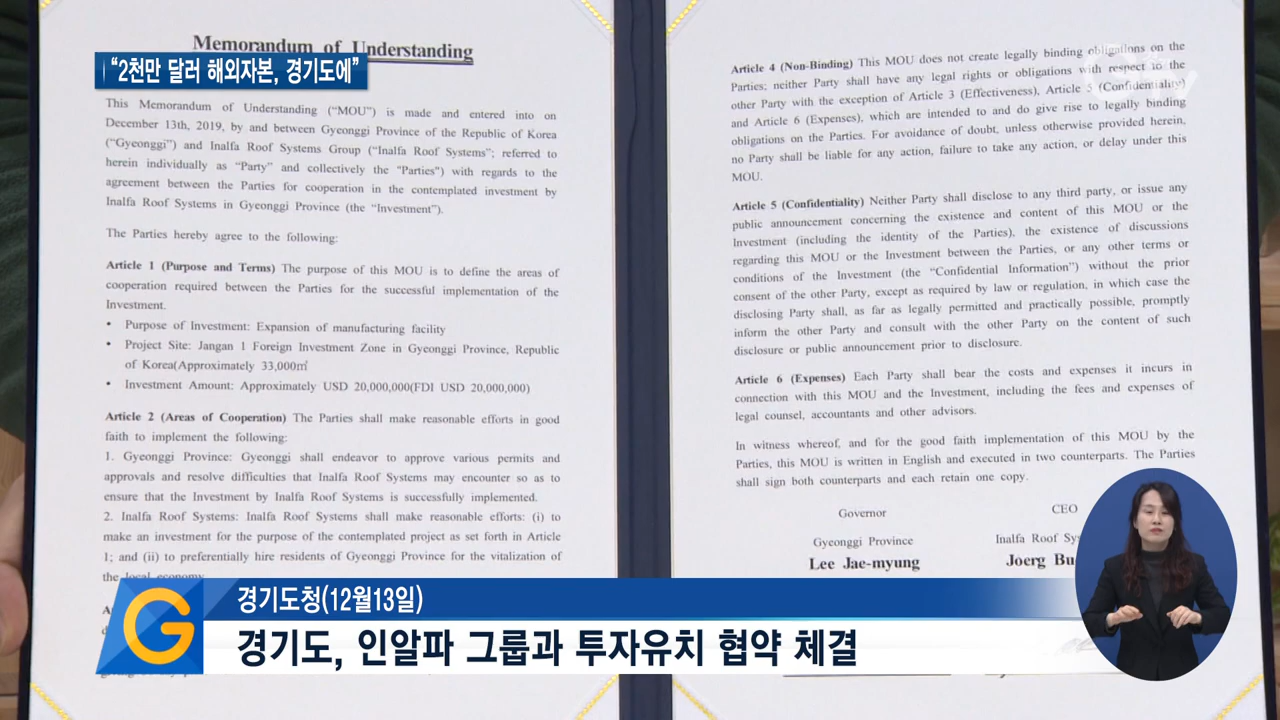 Memorandum of Understanding
“2천만 달러 해외자본, 경기도에”
This Memorandum of Understanding (“MOU”) is made and entered into on
December 13th, 2019, by and between Gyeonggi Province of the Republic of Korea
(“Gyeonggi”) and Inalfa Roof Systems Group (“Inalfa Roof Systems”; referred to
herein individually as “Party” and collectively the "Parties") with regards to the
agreement between the Parties for cooperation in the contemplated investment by
Inalfa Roof Systems in Gyeonggi Province (the “Investment”).
The Parties hereby agree to the following:
Article 1 (Purpose and Terms) The purpose of this MOU is to define the areas of
cooperation required between the Parties for the successful implementation of the
Investment.
• Purpose of Investment: Expansion of manufacturing facility
• Project Site: Jangan 1 Foreign Investment Zone in Gyeonggi Province, Republic
of Korea(Approximately 33,000㎡
• Investment Amount: Approximately USD 20,000,000(FDI USD 20,000,000)
Article 2 (Areas of Cooperation) The Parties shall make reasonable efforts in good
faith to implement the following:
1. Gyeonggi Province: Gyeonggi shall endeavor to approve various permits and
approvals and resolve difficulties that Inalfa Roof Systems may encounter so as to
ensure that the Investment by Inalfa Roof Systems is successfully implemented.
2. Inalfa Roof Systems: Inalfa Roof Systems shall make reasonable efforts: (i) to
make an investment for the purpose of the contemplated project as set forth in Article
1; and (ii) to preferentially hire residents of Gyeonggi Province for the vitalization of
the local economy
Article 4 (Non-Binding) This MOU does not create legally binding obligations on the
Parties; neither Party shall have any legal rights or obligations with respect to the
other Party with the exception of Article 3 (Effectiveness), Article 5 (Confidentiality)
and Article 6 (Expenses), which are intended to and do give rise to legally binding
obligations on the Parties. For avoidance of doubt, unless otherwise provided herein,
no Party shall be liable for any action, failure to take any action, or delay under this
MOU.
Article 5 (Confidentiality) Neither Party shall disclose to any third party, or issue any
public announcement concerning the existence and content of this MOU or the
Investment (including the identity of the Parties), the existence of discussions
regarding this MOU or the Investment between the Parties, or any other terms or
conditions of the Investment (the “Confidential Information”) without the prior
consent of the other Party, except as required by law or regulation, in which case the
disclosing Party shall, as far as legally permitted and practically possible, promptly
inform the other Party and consult with the other Party on the content of such
disclosure or public announcement prior to disclosure.
Article 6 (Expenses) Each Party shall bear the costs and expenses it incurs in
connection with this MOU and the Investment, including the fees and expenses of
legal counsel, accountants and other advisors.
In witness whereof, and for the good faith implementation of this MOU by the
Parties, this MOU is written in English and executed in two counterparts. The Parties
shall sign both counterparts and each retain one copy.
Governor
Gyeonggi Province
Lee Jae-myung
CEO
Inalfa Roof
Joerg
경기도청(12월13일)
경기도, 인알파 그룹과 투자유치 협약 체결